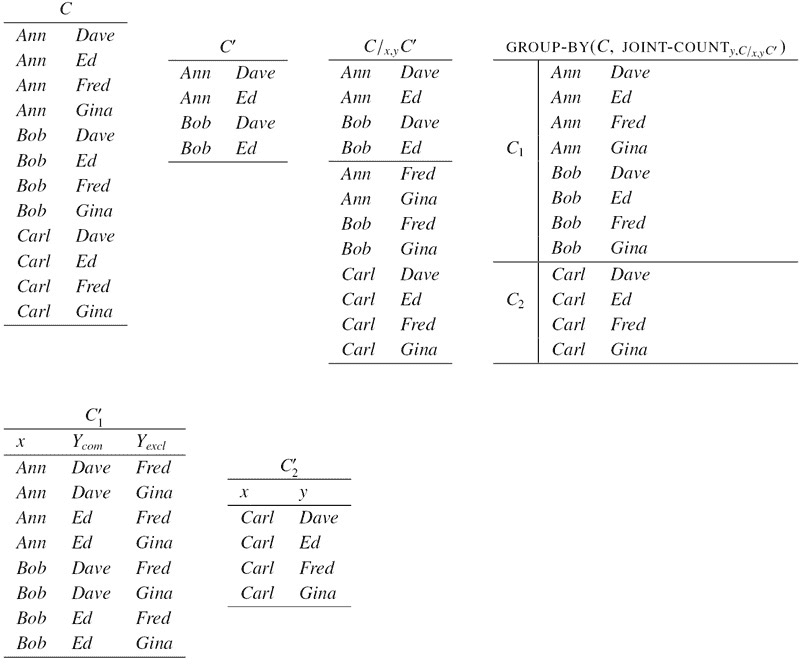 C
Ann Dave
Ann Ed
Ann Fred
Ann Gina
Bob Dave
Bob Ed
Bob Fred
Bob Gina
Carl Dave
Carl Ed
Carl Fred
Carl Gina
C′
Ann Dave
Ann Ed
Bob Dave
Bob Ed
C/x,yC′
Ann Dave
Ann Ed
Bob Dave
Bob Ed
Ann Fred
Ann Gina
Bob Fred
Bob Gina
Carl Dave
Carl Ed
Carl Fred
Carl Gina
GROUP-BY(C, JOINT-COUNTy,C/x,yC′)
Ann Dave
Ann Ed
Ann Fred
C1 Ann Gina
Bob Dave
Bob Ed
Bob Fred
Bob Gina
Carl Dave
C2 Carl Ed
Carl Fred
Carl Gina
C′1
x Ycom Yexcl
Ann Dave Fred
Ann Dave Gina
Ann Ed Fred
Ann Ed Gina
Bob Dave Fred
Bob Dave Gina
Bob Ed Fred
Bob Ed Gina
C′2
x y
Carl Dave
Carl Ed
Carl Fred
Carl Gina